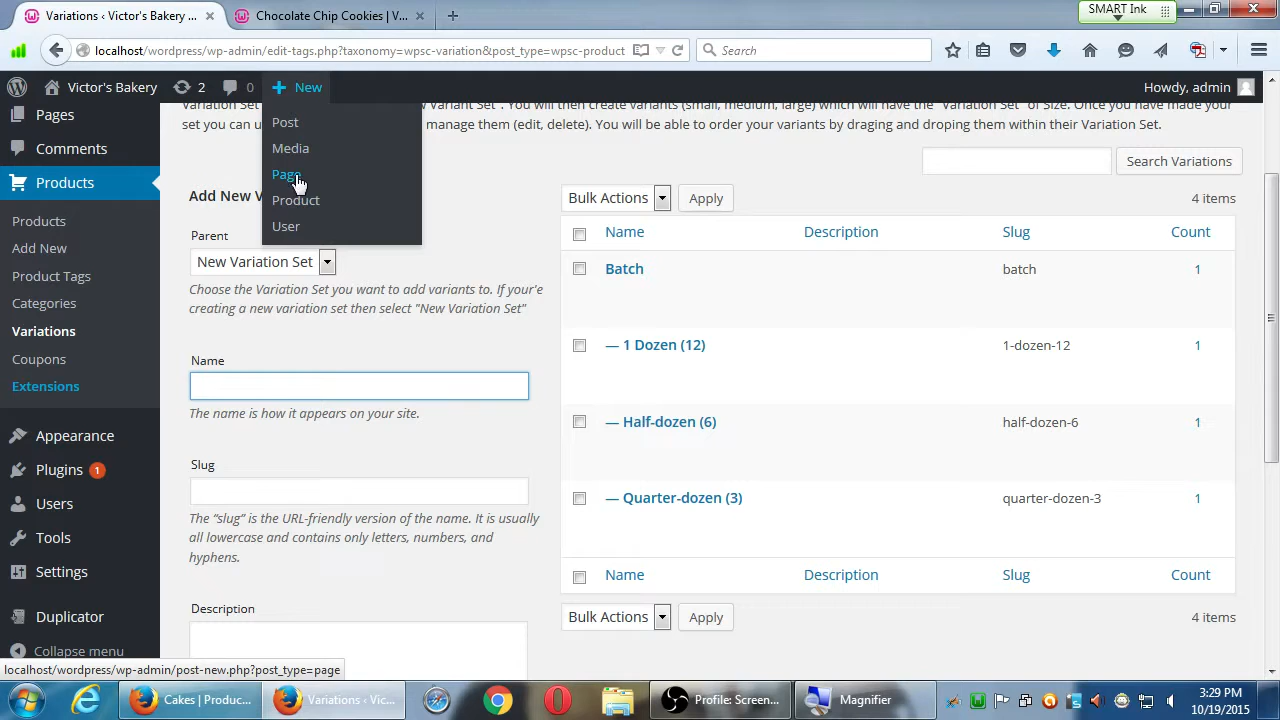 Variations ‹ Victor's Bakery ... ×
Chocolate Chip Cookies | V... ×
SMART Ink
localhost/wordpress/wp-admin/edit-tags.php?taxonomy=wpsc-variation&post_type=wpsc-product
Search
Victor's Bakery
2
0
New
Howdy, admin
Post
Media
Page
Product
User
Pages
Comments
Products
Products
Add New
Product Tags
Categories
Variations
Coupons
Extensions
Appearance
Plugins 1
Users
Tools
Settings
Duplicator
Collapse menu
ew Variant Set". You will then create variants (small, medium, large) which will have the "Variation Set" of Size. Once you have made your
set you can u
manage them (edit, delete). You will be able to order your variants by draging and droping them within their Variation Set.
Search Variations
Add New V
Parent
New Variation Set
Choose the Variation Set you want to add variants to. If your'e
creating a new variation set then select "New Variation Set"
Name
The name is how it appears on your site.
Slug
The “slug” is the URL-friendly version of the name. It is usually
all lowercase and contains only letters, numbers, and
hyphens.
Description
Bulk Actions
Apply
4 items
Name Description Slug Count
Batch batch 1
— 1 Dozen (12) 1-dozen-12 1
— Half-dozen (6) half-dozen-6 1
— Quarter-dozen (3) quarter-dozen-3 1
Name Description Slug Count
Bulk Actions
Apply
4 items
localhost/wordpress/wp-admin/post-new.php?post_type=page
Cakes | Produc...
Variations ‹ Vic...
Profile: Screen...
Magnifier
3:29 PM
10/19/2015